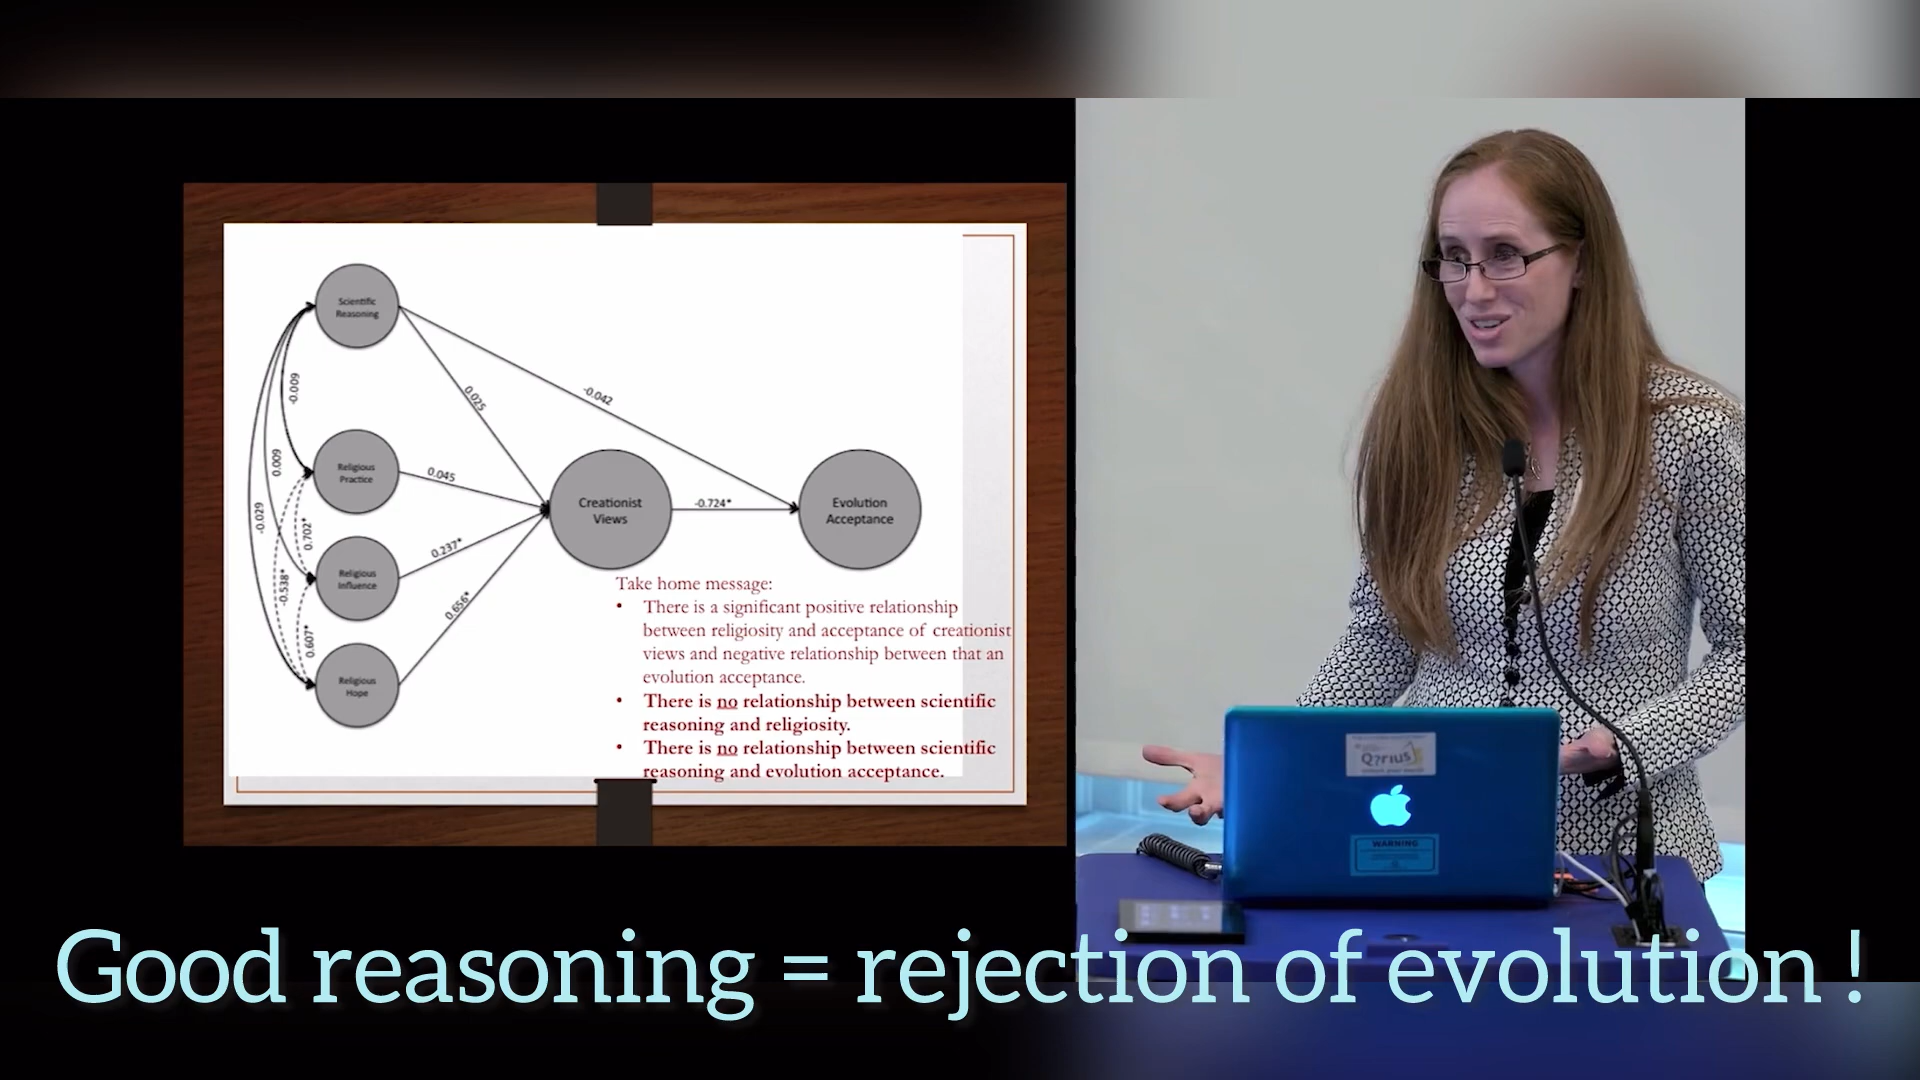 Scientific
Reasoning
-0.009
0.025
-0.042
0.009
Religious
Practice
0.045
Creationist
Views
-0.724*
Evolution
Acceptance
-0.029
0.702*
0.237*
-0.538*
Religious
Influence
0.656*
0.607*
Religious
Hope
Take home message:
• There is a significant positive relationship
between religiosity and acceptance of creationist
views and negative relationship between that an
evolution acceptance.
• There is no relationship between scientific
reasoning and religiosity.
• There is no relationship between scientific
reasoning and evolution acceptance.
Q?rius
WARNING
Good reasoning = rejection of evolution !